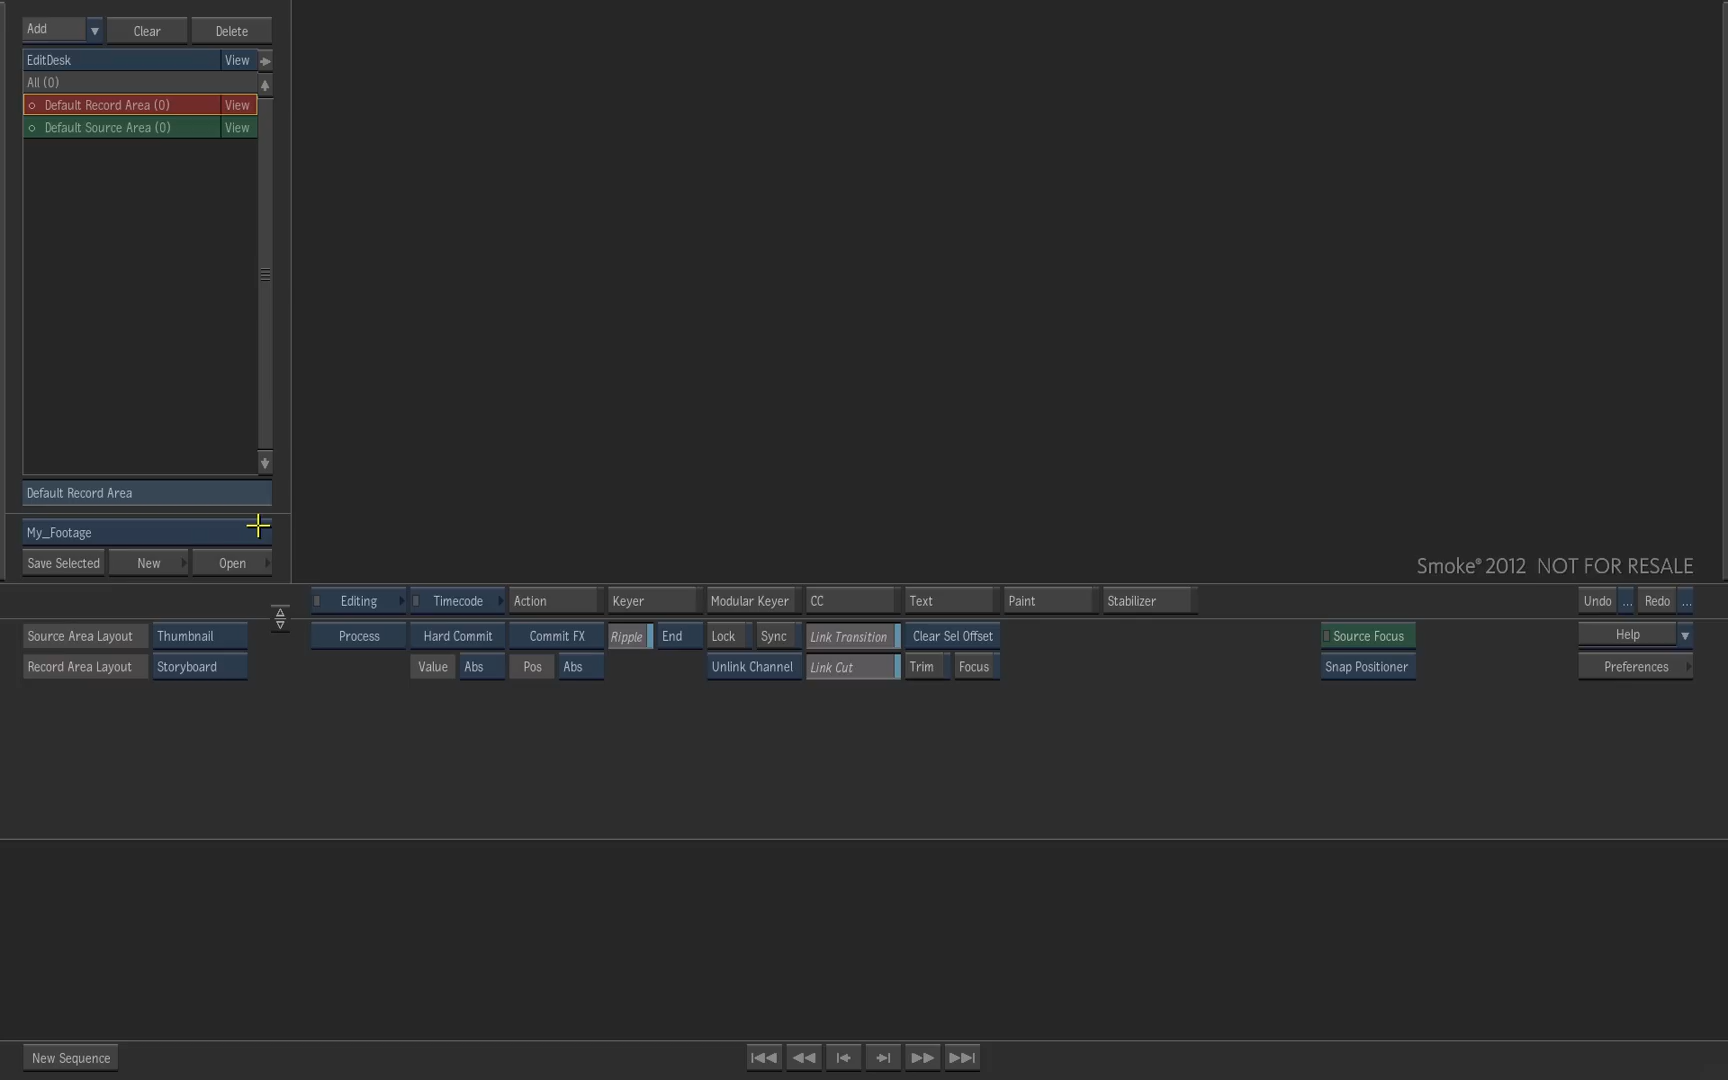 Add
Clear
Delete
EditDesk
View
All (0)
Default Record Area (0)
View
Default Source Area (0)
View
Default Record Area
My_Footage
Save Selected
New
Open
Smoke® 2012 NOT FOR RESALE
Editing
Timecode
Action
Keyer
Modular Keyer
CC
Text
Paint
Stabilizer
Undo
...
Redo
...
Source Area Layout
Thumbnail
Process
Hard Commit
Commit FX
Ripple
End
Lock
Sync
Link Transition
Clear Sel Offset
Source Focus
Help
Record Area Layout
Storyboard
Value
Abs
Pos
Abs
Unlink Channel
Link Cut
Trim
Focus
Snap Positioner
Preferences
New Sequence